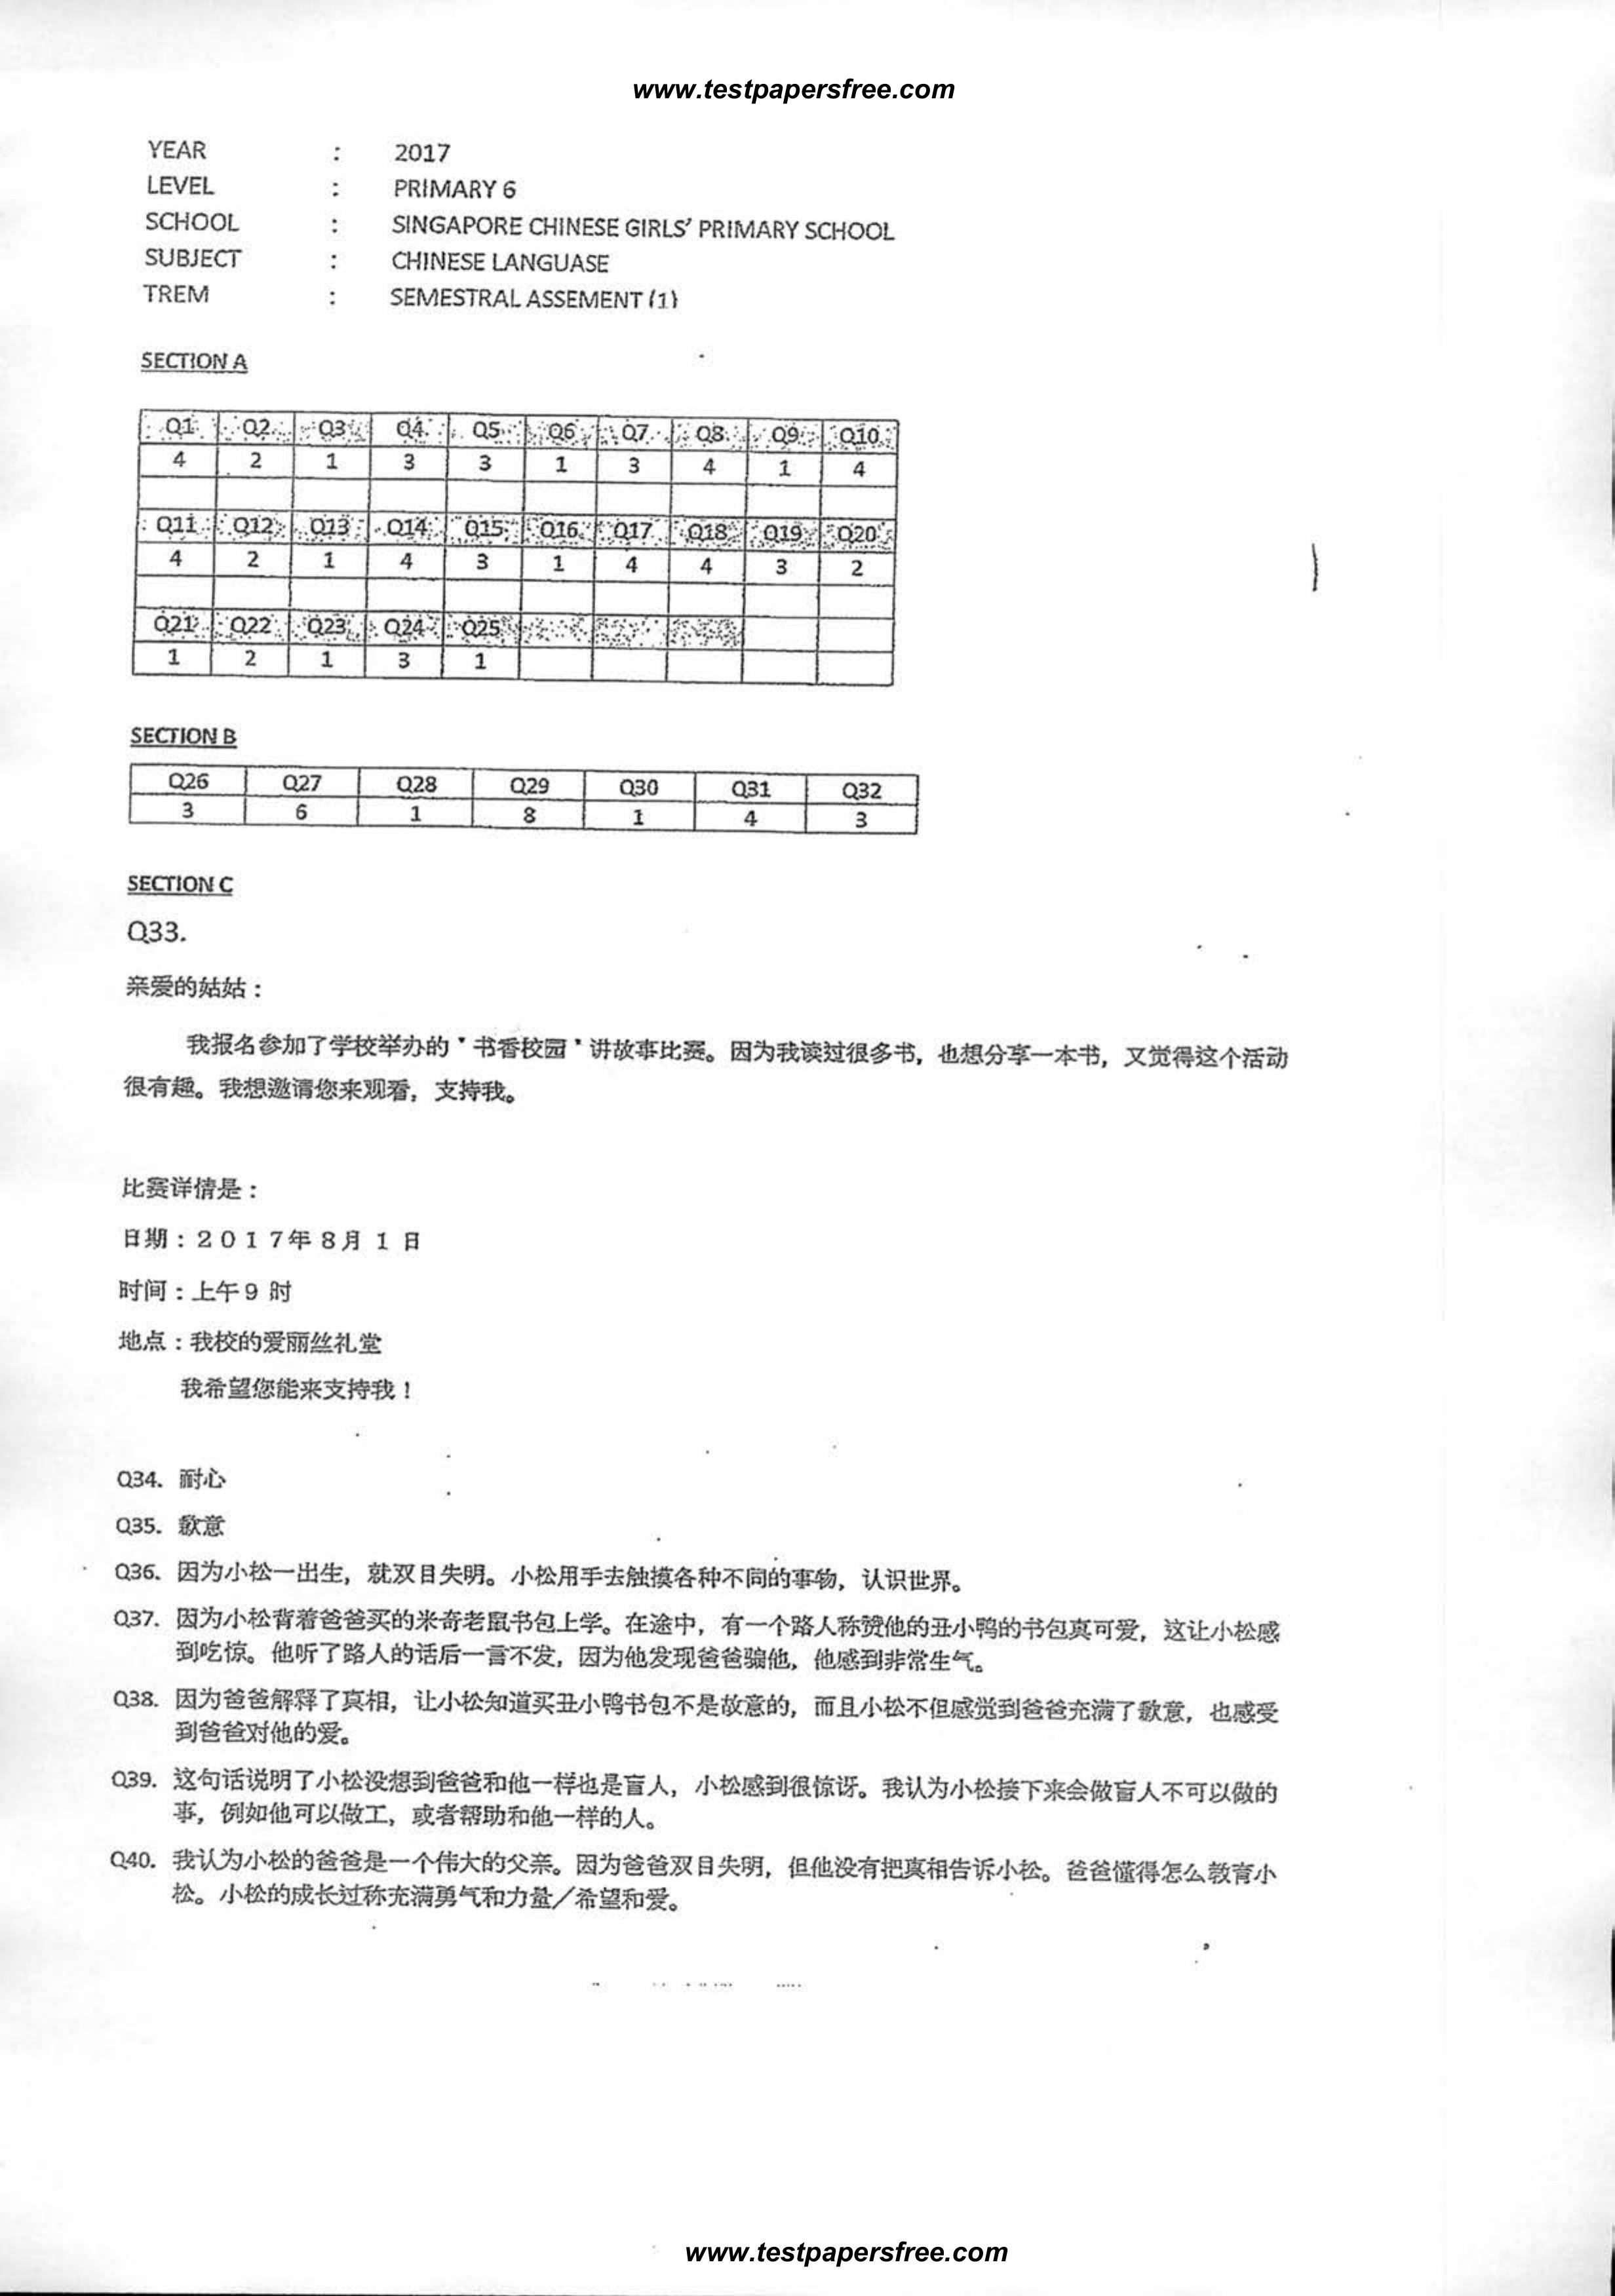 www.testpapersfree.com
YEAR : 2017
LEVEL : PRIMARY 6
SCHOOL : SINGAPORE CHINESE GIRLS' PRIMARY SCHOOL
SUBJECT : CHINESE LANGUASE
TREM : SEMESTRAL ASSEMENT (1)
SECTION A
Q1 Q2 Q3 Q4 Q5 Q6 Q7 Q8 Q9 Q10
4 2 1 3 3 1 3 4 1 4
Q11 Q12 Q13 Q14 Q15 Q16 Q17 Q18 Q19 Q20
4 2 1 4 3 1 4 4 3 2
Q21 Q22 Q23 Q24 Q25
1 2 1 3 1
SECTION B
Q26 Q27 Q28 Q29 Q30 Q31 Q32
3 6 1 8 1 4 3
SECTION C
Q33.
亲爱的姑姑：
我报名参加了学校举办的"书香校园"讲故事比赛。因为我读过很多书，也想分享一本书，又觉得这个活动
很有趣。我想邀请您来观看，支持我。
比赛详情是：
日期：2017年8月1日
时间：上午9时
地点：我校的爱丽丝礼堂
我希望您能来支持我！
Q34. 耐心
Q35. 歉意
Q36. 因为小松一出生，就双目失明。小松用手去触摸各种不同的事物，认识世界。
Q37. 因为小松背着爸爸买的米奇老鼠书包上学。在途中，有一个路人称赞他的丑小鸭的书包真可爱，这让小松感
到吃惊。他听了路人的话后一言不发，因为他发现爸爸骗他，他感到非常生气。
Q38. 因为爸爸解释了真相，让小松知道买丑小鸭书包不是故意的，而且小松不但感觉到爸爸充满了歉意，也感受
到爸爸对他的爱。
Q39. 这句话说明了小松没想到爸爸和他一样也是盲人，小松感到很惊讶。我认为小松接下来会做盲人不可以做的
事，例如他可以做工，或者帮助和他一样的人。
Q40. 我认为小松的爸爸是一个伟大的父亲。因为爸爸双目失明，但他没有把真相告诉小松。爸爸懂得怎么教育小
松。小松的成长过称充满勇气和力量／希望和爱。
www.testpapersfree.com